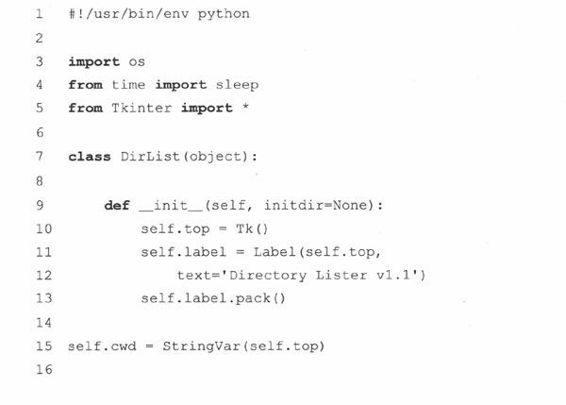 1 #!/usr/bin/env python
2
3 import os
4 from time import sleep
5 from Tkinter import *
6
7 class DirList(object):
8
9     def __init__(self, initdir=None):
10         self.top = Tk()
11         self.label = Label(self.top,
12             text='Directory Lister v1.1')
13         self.label.pack()
14
15 self.cwd = StringVar(self.top)
16